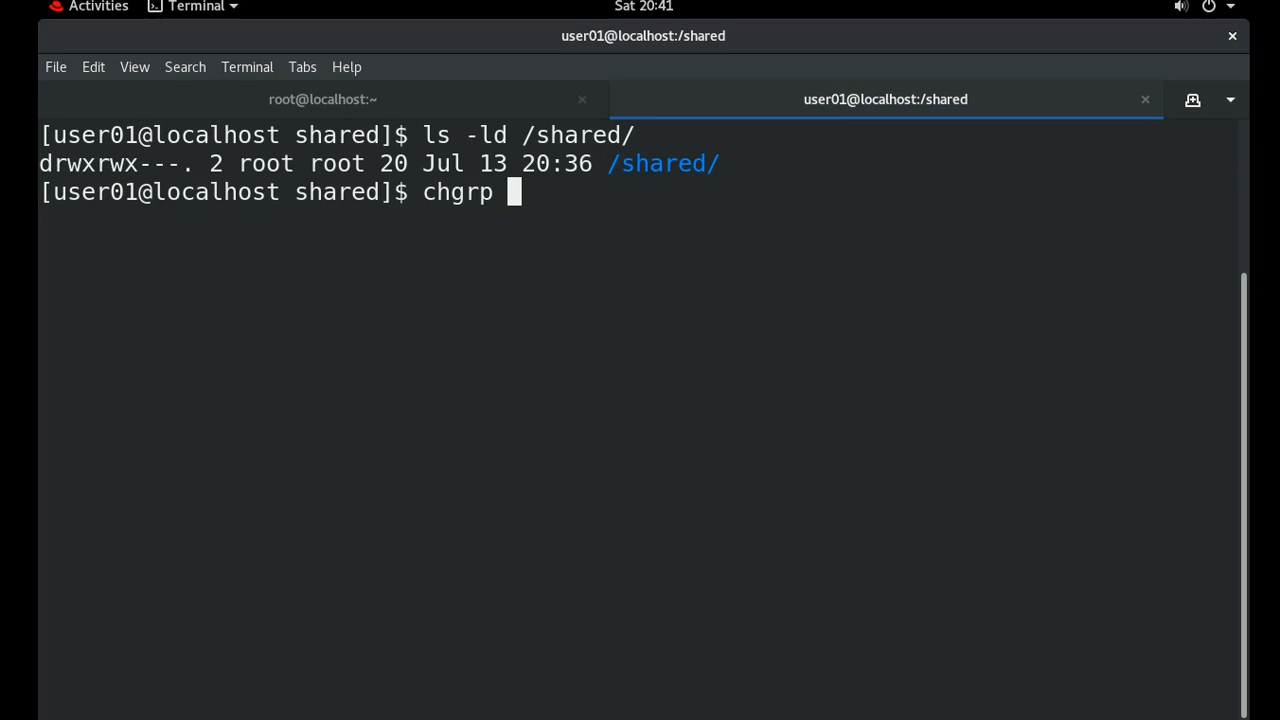 Activities Terminal Sat 20:41
user01@localhost:/shared
File Edit View Search Terminal Tabs Help
root@localhost:~ user01@localhost:/shared
[user01@localhost shared]$ ls -ld /shared/
drwxrwx---. 2 root root 20 Jul 13 20:36 /shared/
[user01@localhost shared]$ chgrp